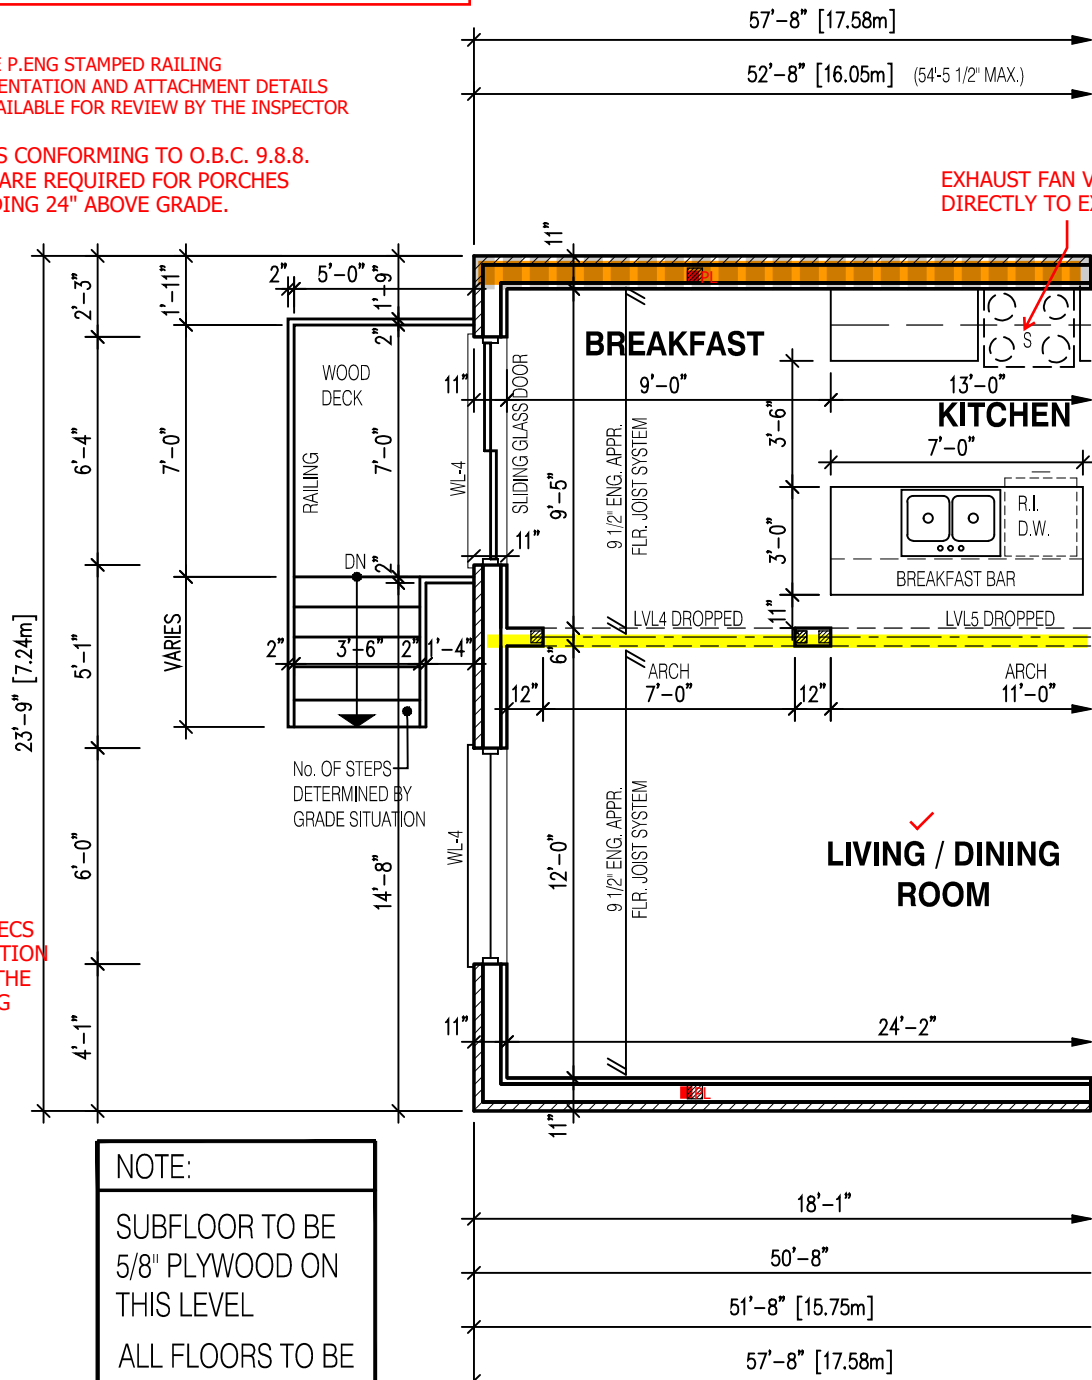 57'-8" [17.58m]
52'-8" [16.05m] (54'-5 1/2" MAX.)
P.ENG STAMPED RAILING
AND ATTACHMENT DETAILS
FOR REVIEW BY THE INSPECTOR
CONFORMING TO O.B.C. 9.8.8.
ARE REQUIRED FOR PORCHES
24" ABOVE GRADE.
EXHAUST FAN
DIRECTLY TO
11"
2'-3"
1'-11"
2"
5'-0"
1'-9"
PL
2"
BREAKFAST
S
WOOD
DECK
11"
SLIDING GLASS DOOR
9'-0"
13'-0"
KITCHEN
3'-6"
7'-0"
6'-4"
7'-0"
RAILING
7'-0"
WL-4
9'-5"
9 1/2" ENG. APPR.
FLR. JOIST SYSTEM
R.I.
D.W.
3'-0"
11"
DN
2"
BREAKFAST BAR
23'-9" [7.24m]
5'-1"
VARIES
LVL4 DROPPED
11"
LVL5 DROPPED
2"
3'-6"
2"
1'-4"
6"
ARCH
ARCH
12"
7'-0"
12"
11'-0"
No. OF STEPS
DETERMINED BY
GRADE SITUATION
6'-0"
14'-8"
WL-4
12'-0"
9 1/2" ENG. APPR.
FLR. JOIST SYSTEM
LIVING / DINING
ROOM
THE
4'-1"
11"
24'-2"
11"
NOTE:
SUBFLOOR TO BE
5/8" PLYWOOD ON
THIS LEVEL
ALL FLOORS TO BE
18'-1"
50'-8"
51'-8" [15.75m]
57'-8" [17.58m]